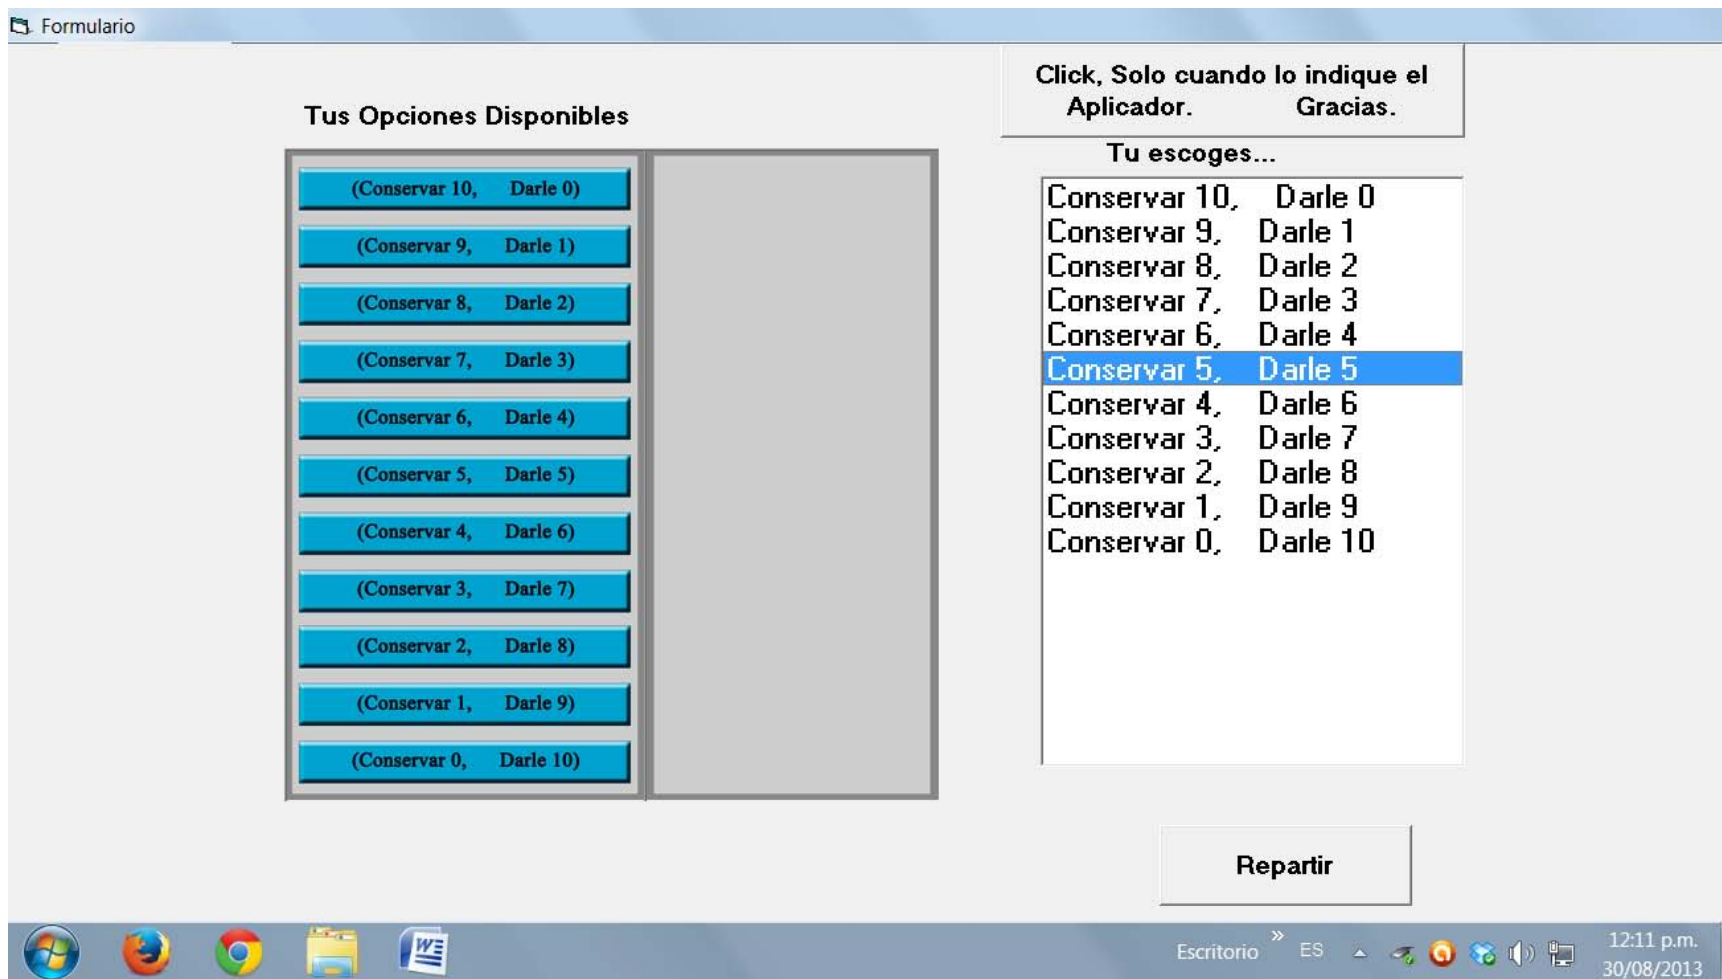 Formulario
Click, Solo cuando lo indique el
Aplicador. Gracias.
Tus Opciones Disponibles
(Conservar 10, Darle 0)
(Conservar 9, Darle 1)
(Conservar 8, Darle 2)
(Conservar 7, Darle 3)
(Conservar 6, Darle 4)
(Conservar 5, Darle 5)
(Conservar 4, Darle 6)
(Conservar 3, Darle 7)
(Conservar 2, Darle 8)
(Conservar 1, Darle 9)
(Conservar 0, Darle 10)
Tu escoges...
Conservar 10, Darle 0
Conservar 9, Darle 1
Conservar 8, Darle 2
Conservar 7, Darle 3
Conservar 6, Darle 4
Conservar 5, Darle 5
Conservar 4, Darle 6
Conservar 3, Darle 7
Conservar 2, Darle 8
Conservar 1, Darle 9
Conservar 0, Darle 10
Repartir
Escritorio » ES
12:11 p.m.
30/08/2013